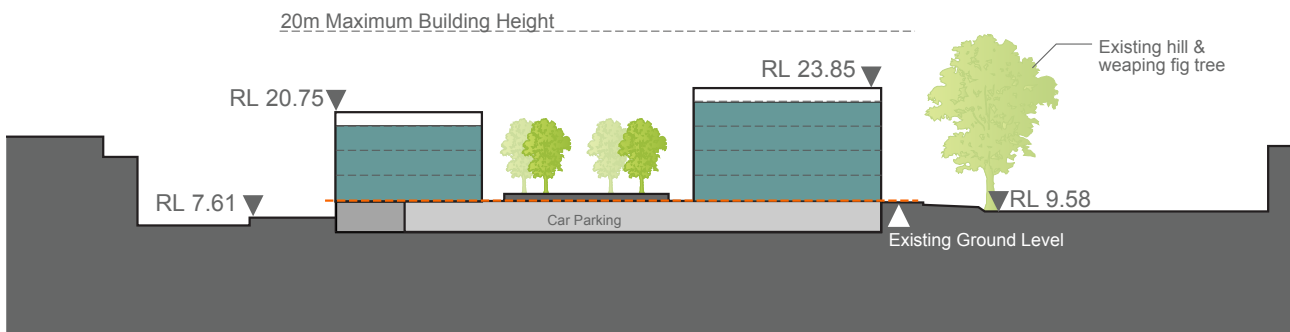 20m Maximum Building Height
Existing hill &
weaping fig tree
RL 23.85
RL 20.75
RL 7.61
RL 9.58
Car Parking
Existing Ground Level